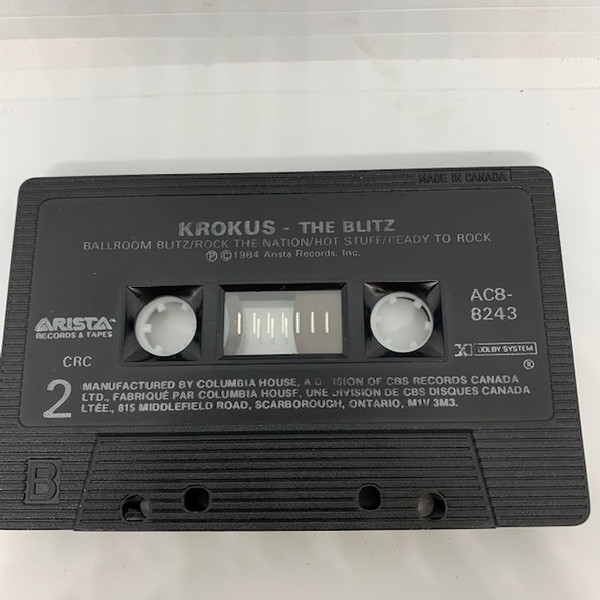 MADE IN CANADA
KROKUS - THE BLITZ
BALLROOM BLITZ/ROCK THE NATION/HOT STUFF/READY TO ROCK
Ⓟ ©1984 Arista Records, Inc.
ARISTA™
RECORDS & TAPES
AC8-
8243
CRC
DOLBY SYSTEM
®
2
MANUFACTURED BY COLUMBIA HOUSE, A DIVISION OF CBS RECORDS CANADA
LTD., FABRIQUÉ PAR COLUMBIA HOUSE, UNE DIVISION DE CBS DISQUES CANADA
LTÉE., 815 MIDDLEFIELD ROAD, SCARBOROUGH, ONTARIO, M1V 3M3.
B